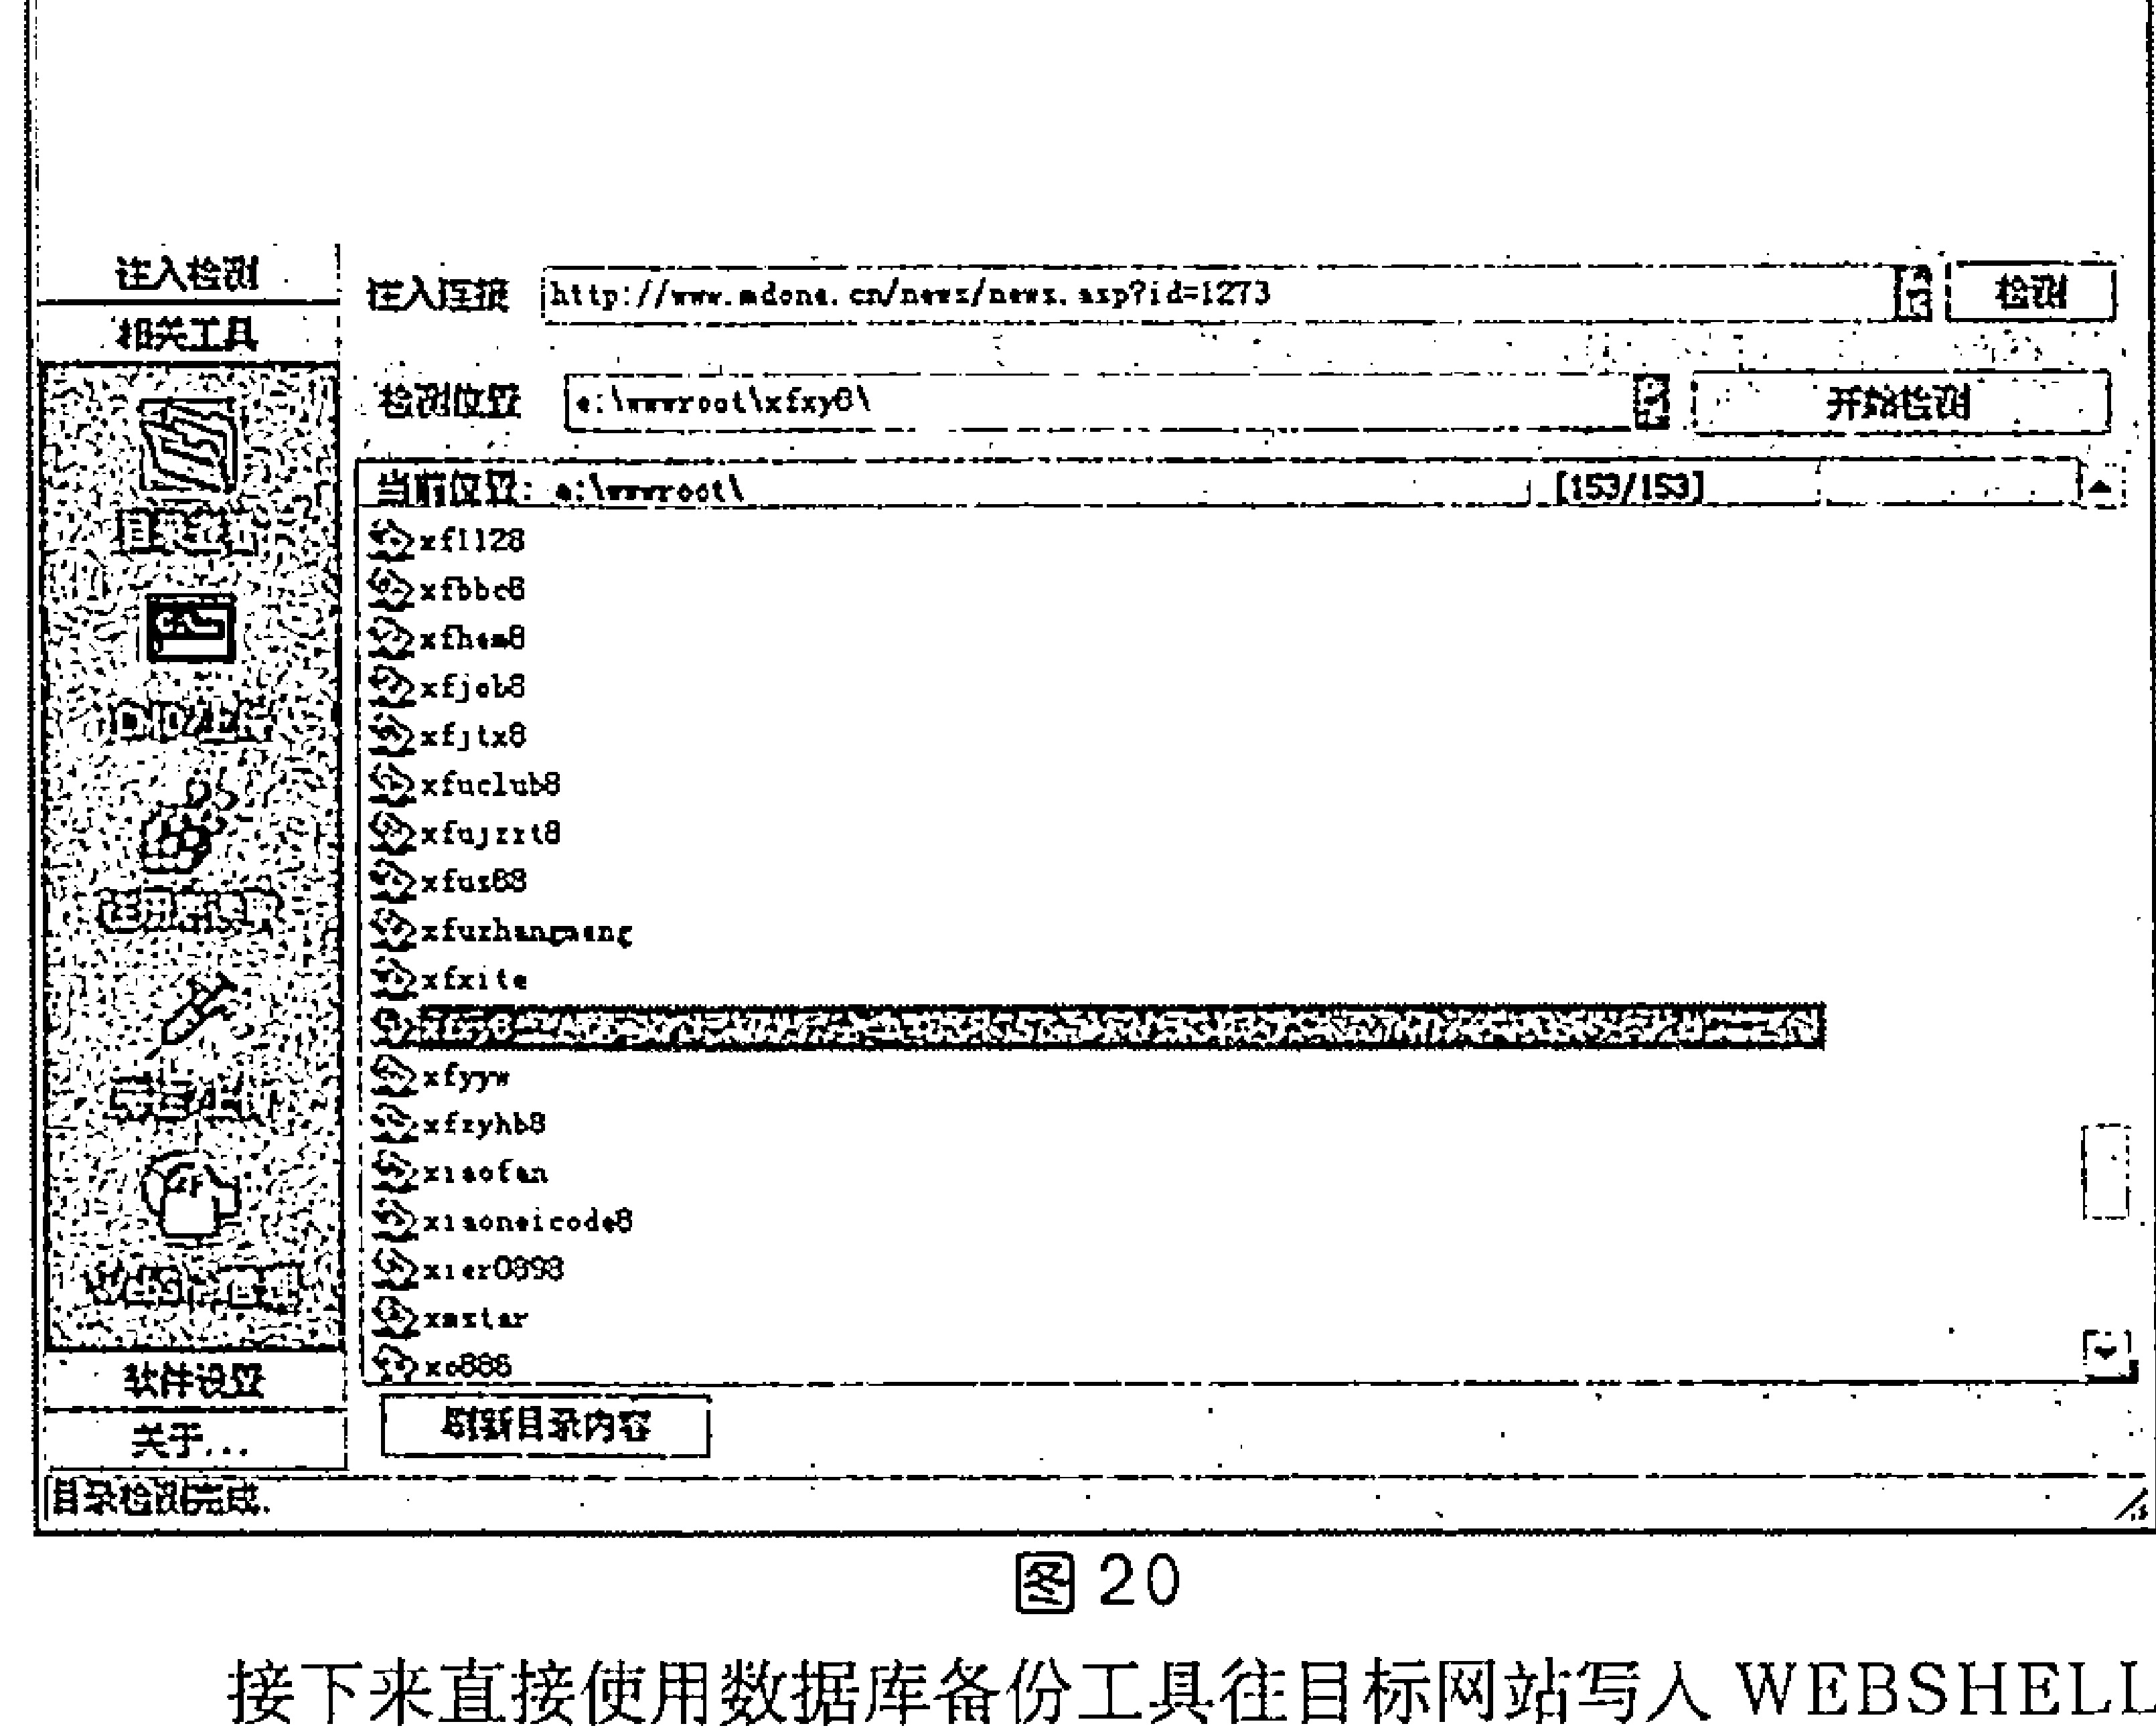 注入检测
相关工具
注入连接
http://www.mdone.cn/news/news.asp?id=1273
检测
检测位置
e:\wwwroot\xfxy8\
开始检测
当前位置: e:\wwwroot\
[153/153]
xf1128
xfbbc8
xfhem8
xfjob8
xfjtx8
xfuclub8
xfujzrt8
xfus88
xfuzhangmeng
xfxite
xfxy8
xfyyw
xfzyhb8
xiaofan
xiaoneicode8
xier0898
xmstar
xo886
软件设置
关于...
刷新目录内容
目录检测完成.
图 20
接下来直接使用数据库备份工具往目标网站写入 WEBSHELL